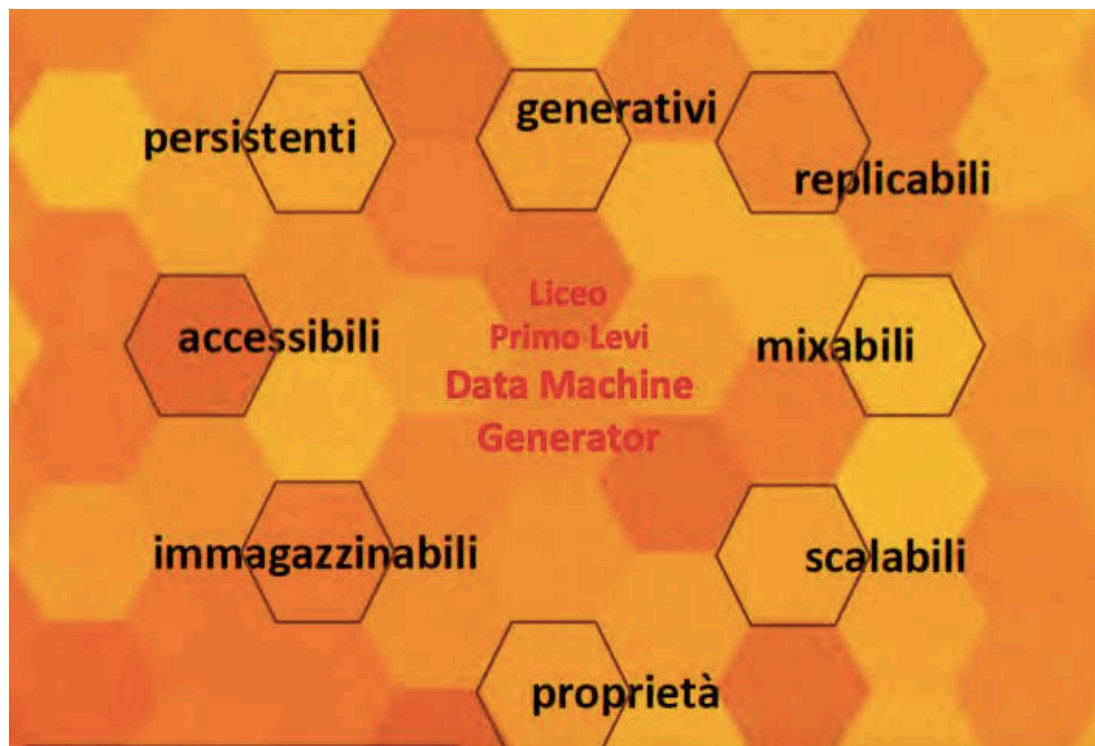 persistenti
generativi
replicabili
accessibili
Liceo
Primo Levi
Data Machine
Generator
mixabili
immagazzinabili
scalabili
proprietà